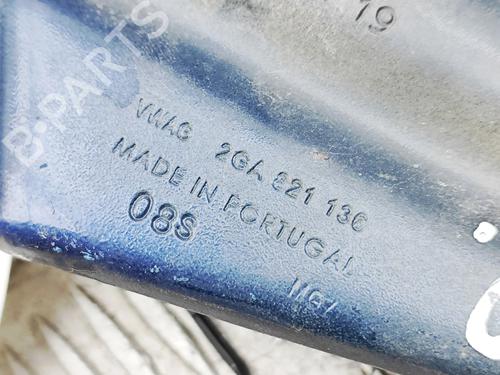 19
VWAG 2GA 821 136
MADE IN PORTUGAL
08S
B-PARTS